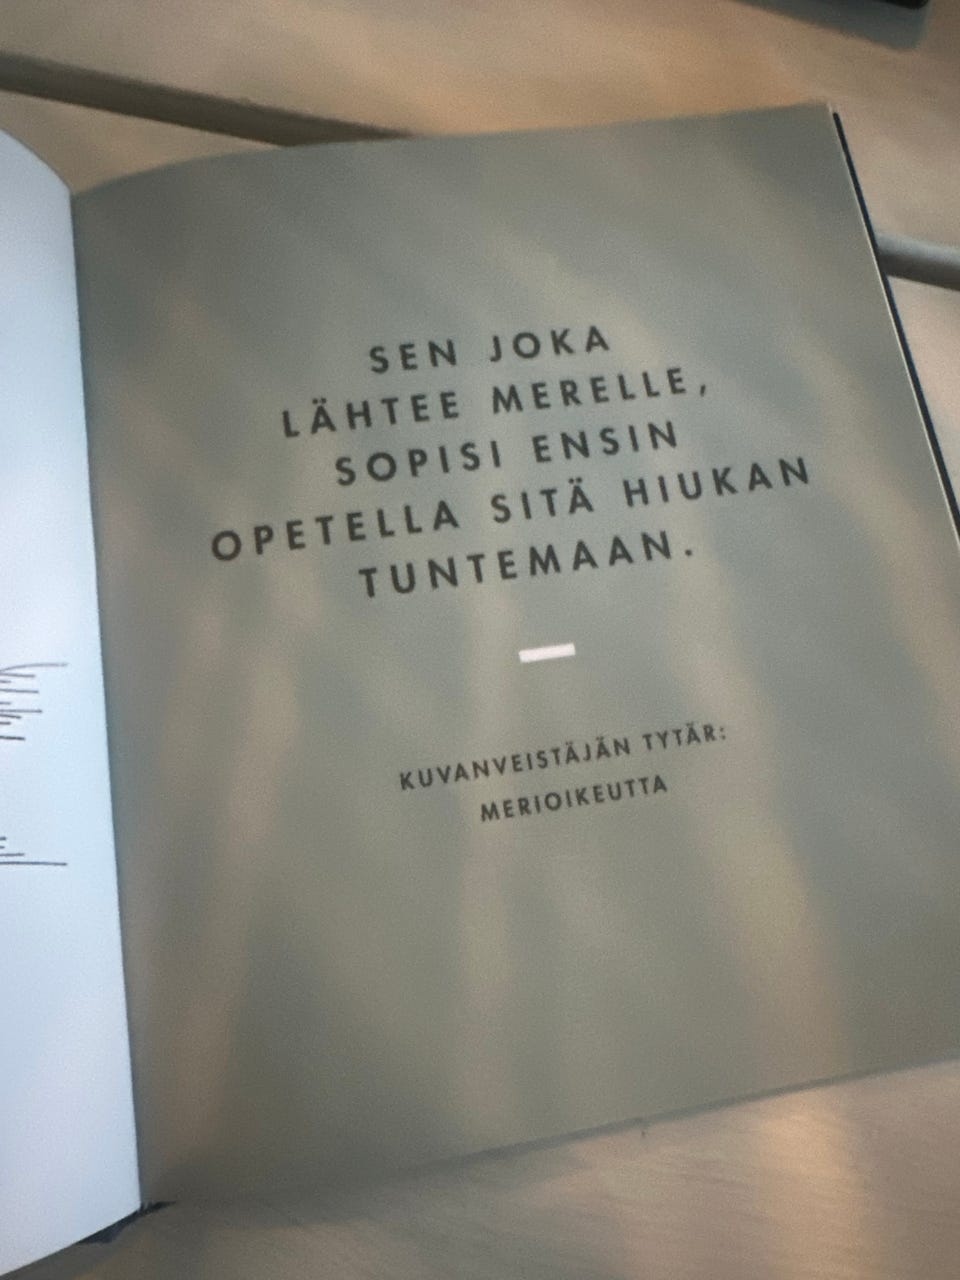 SEN JOKA
LÄHTEE MERELLE,
SOPISI ENSIN
OPETELLA SITÄ HIUKAN
TUNTEMAAN.
KUVANVEISTÄJÄN TYTÄR:
MERIOIKEUTTA